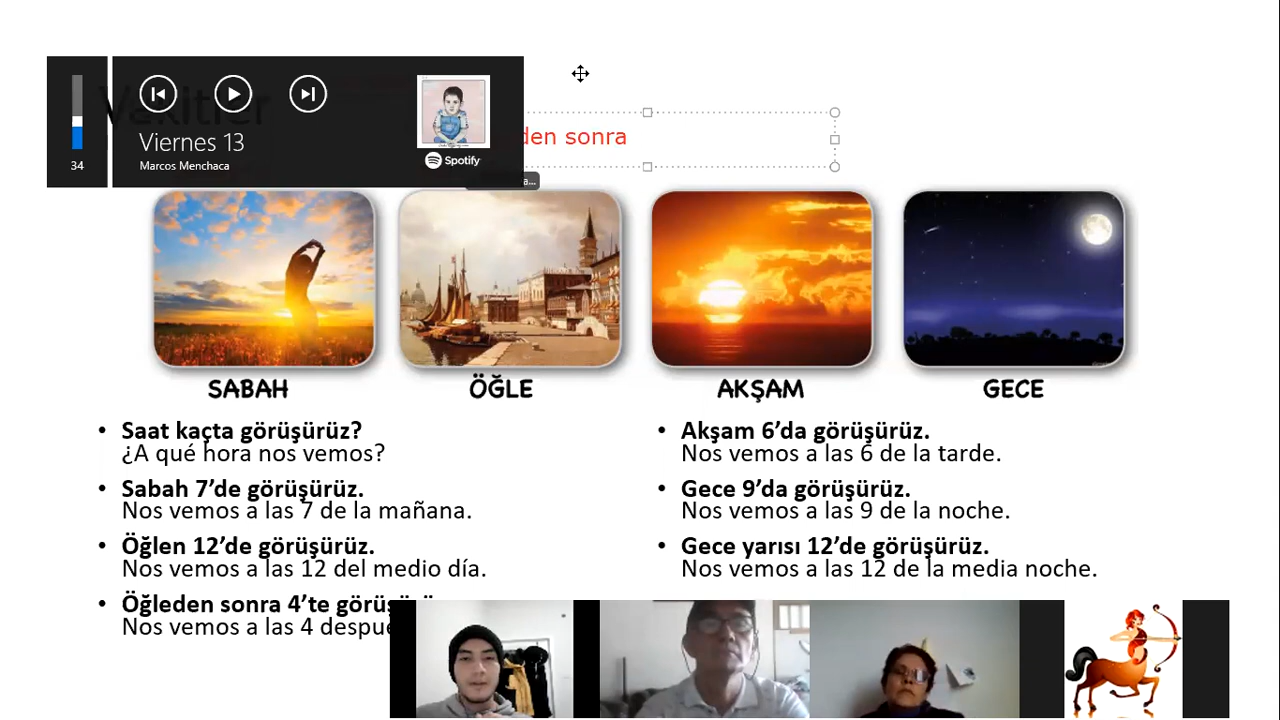 Vakitler
34
Viernes 13
Marcos Menchaca
Spotify
den sonra
SABAH
ÖĞLE
AKŞAM
GECE
• Saat kaçta görüşürüz?
¿A qué hora nos vemos?
• Sabah 7’de görüşürüz.
Nos vemos a las 7 de la mañana.
• Öğlen 12’de görüşürüz.
Nos vemos a las 12 del medio día.
• Öğleden sonra 4’te görüşürüz
Nos vemos a las 4 despue
• Akşam 6’da görüşürüz.
Nos vemos a las 6 de la tarde.
• Gece 9’da görüşürüz.
Nos vemos a las 9 de la noche.
• Gece yarısı 12’de görüşürüz.
Nos vemos a las 12 de la media noche.